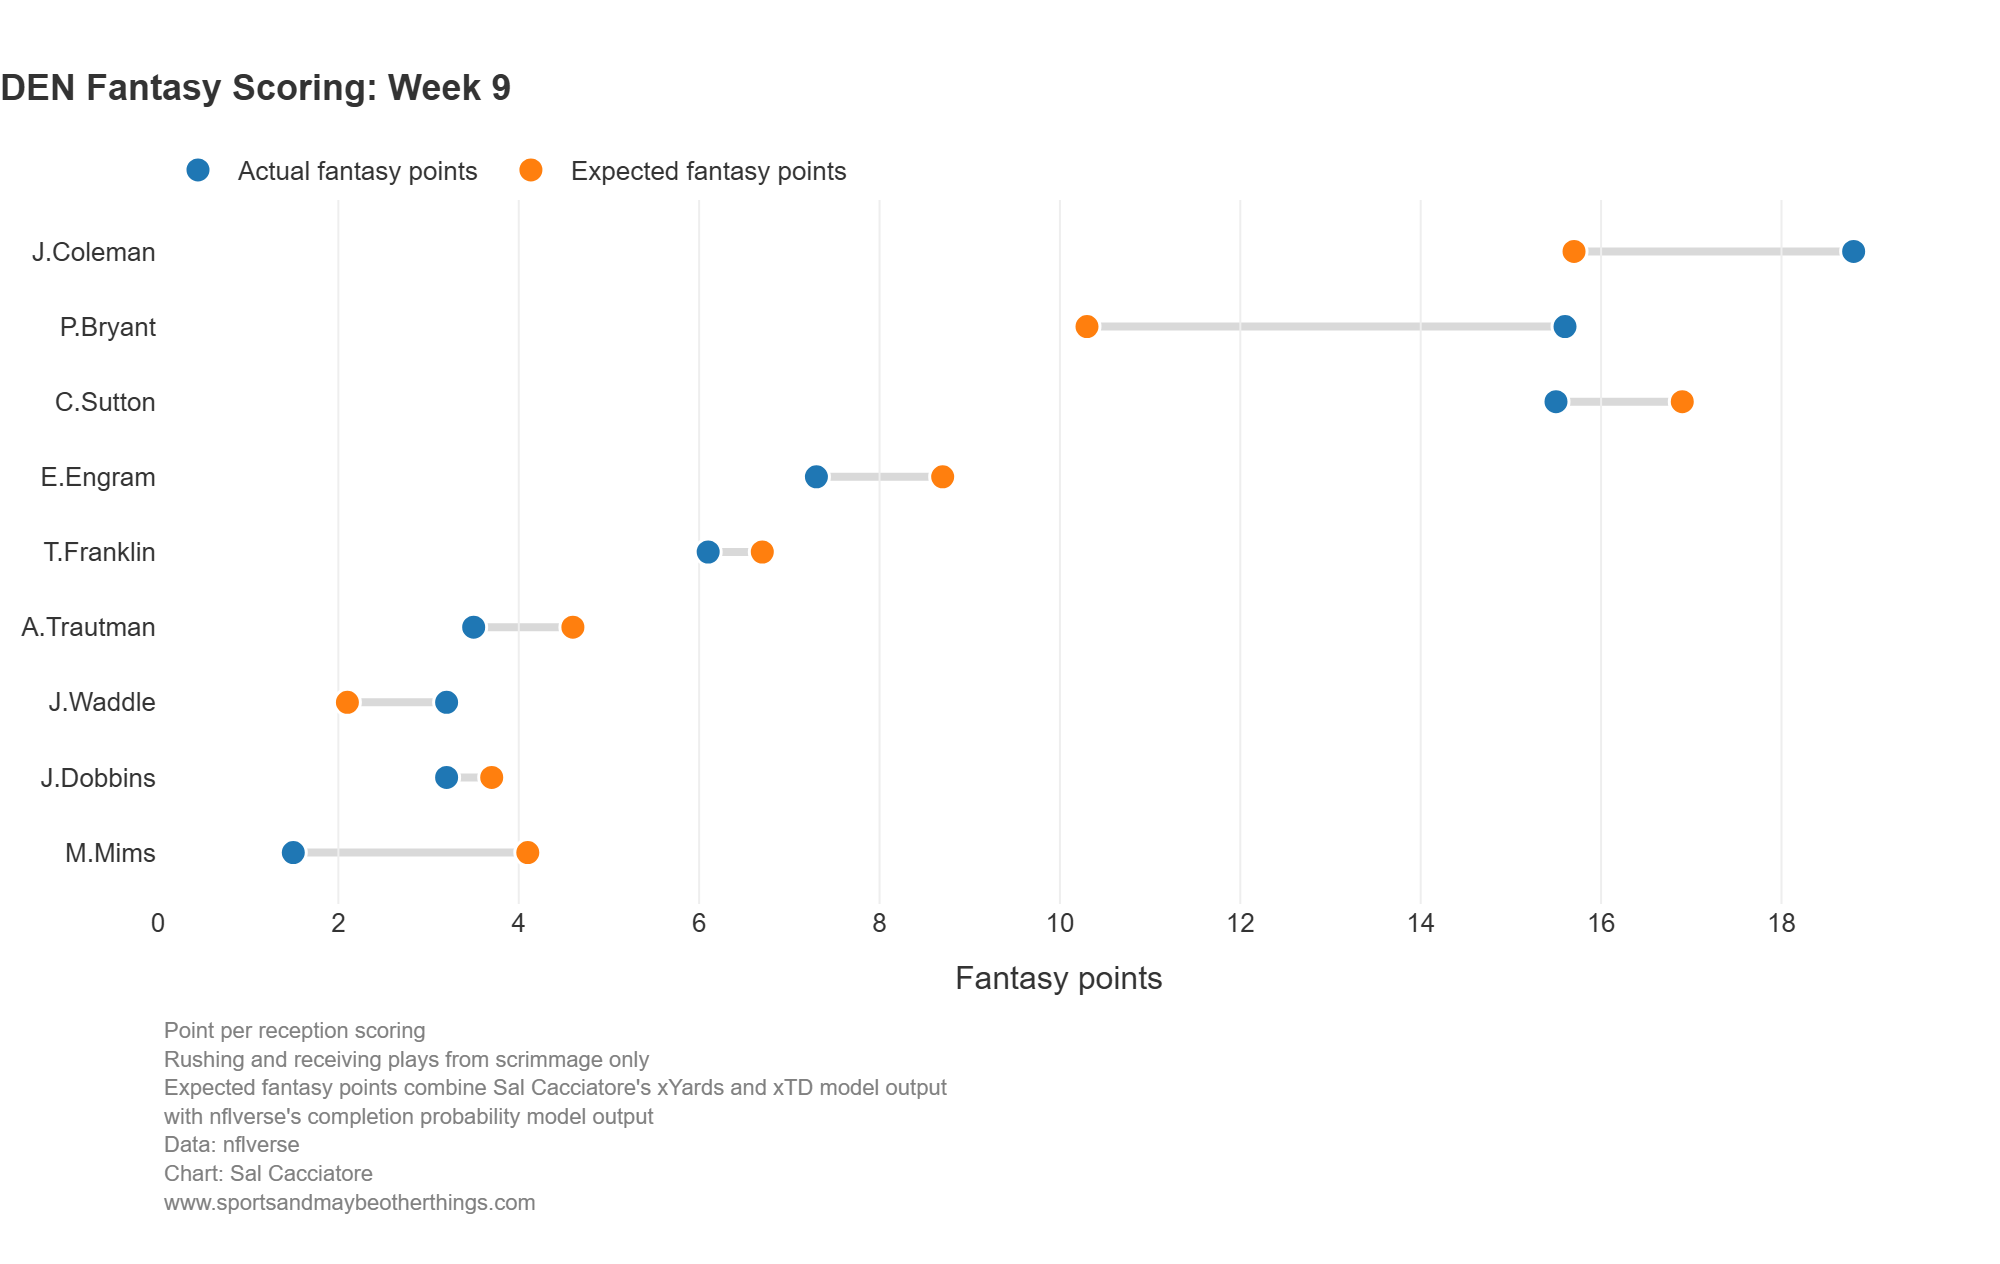 DEN Fantasy Scoring: Week 9
Actual fantasy points
Expected fantasy points
J.Coleman
P.Bryant
C.Sutton
E.Engram
T.Franklin
A.Trautman
J.Waddle
J.Dobbins
M.Mims
0 2 4 6 8 10 12 14 16 18
Fantasy points
Point per reception scoring
Rushing and receiving plays from scrimmage only
Expected fantasy points combine Sal Cacciatore's xYards and xTD model output
with nflverse's completion probability model output
Data: nflverse
Chart: Sal Cacciatore
www.sportsandmaybeotherthings.com